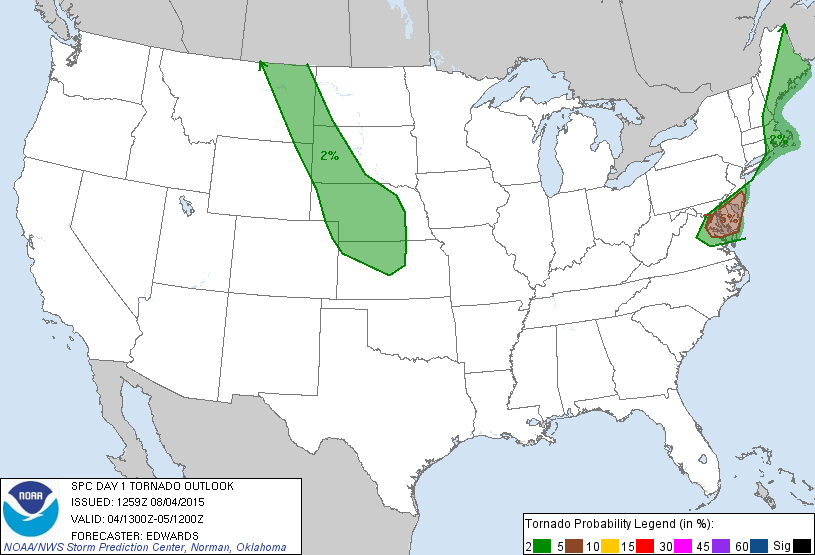 2%
2%
5%
SPC DAY 1 TORNADO OUTLOOK
ISSUED: 1259Z 08/04/2015
VALID: 04/1300Z-05/1200Z
FORECASTER: EDWARDS
NOAA
NOAA/NWS Storm Prediction Center, Norman, Oklahoma
Tornado Probability Legend (in %):
2 5 10 15 30 45 60 Sig